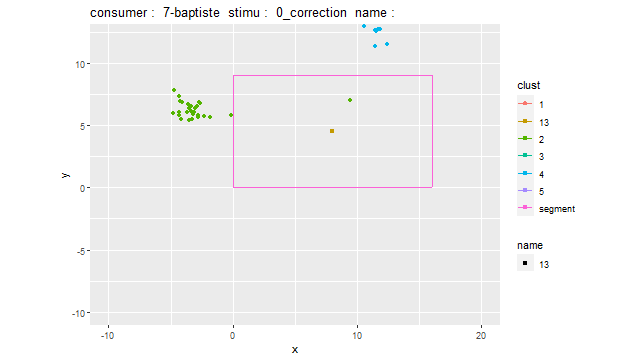 consumer :  7-baptiste  stimu :  0_correction  name :
10
5
0
-5
-10
y
-10
0
10
20
x
clust
1
13
2
3
4
5
segment
name
13